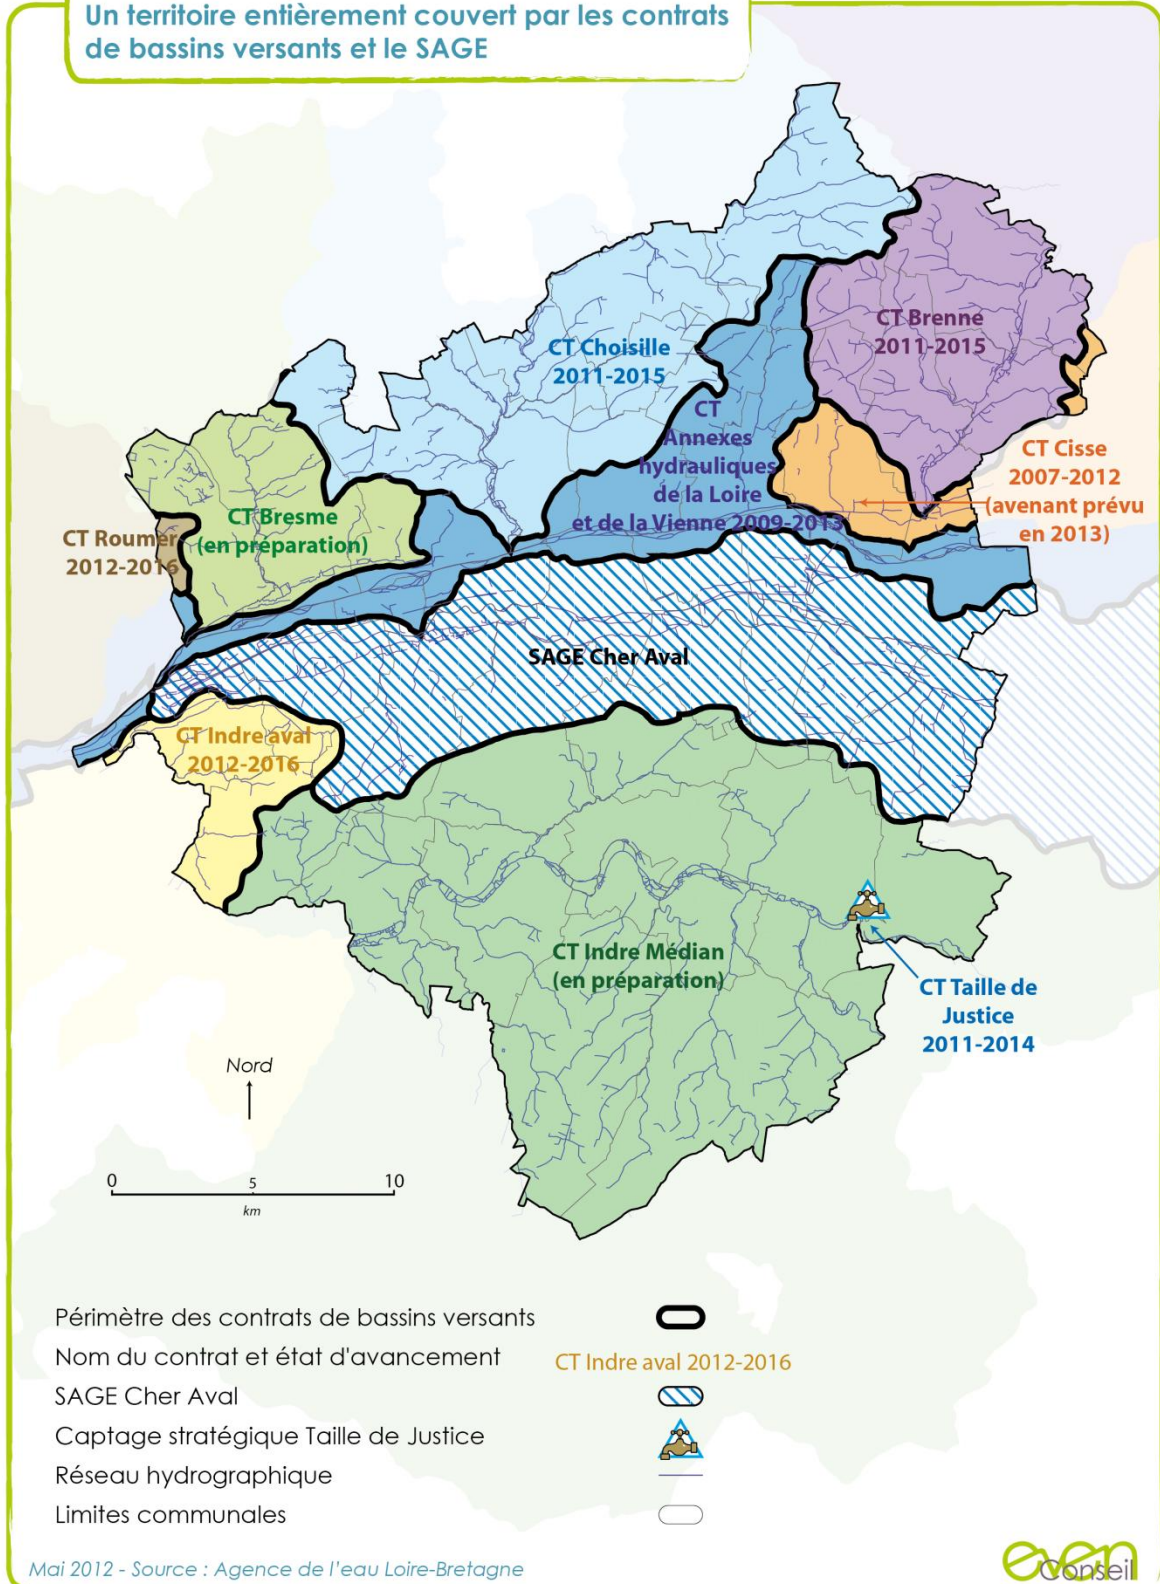 Un territoire entièrement couvert par les contrats
de bassins versants et le SAGE
CT Choisille
2011-2015
CT Brenne
2011-2015
CT
Annexes
hydrauliques
de la Loire
et de la Vienne 2009-2013
CT Cisse
2007-2012
(avenant prévu
en 2013)
CT Bresme
(en préparation)
CT Roumer
2012-2016
SAGE Cher Aval
CT Indre aval
2012-2016
CT Indre Médian
(en préparation)
CT Taille de
Justice
2011-2014
Nord
0 5 10
km
Périmètre des contrats de bassins versants
Nom du contrat et état d'avancement CT Indre aval 2012-2016
SAGE Cher Aval
Captage stratégique Taille de Justice
Réseau hydrographique
Limites communales
Mai 2012 - Source : Agence de l'eau Loire-Bretagne
even
Conseil